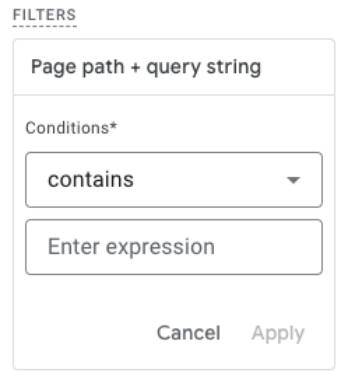 FILTERS
Page path + query string
Conditions*
contains
Enter expression
Cancel Apply